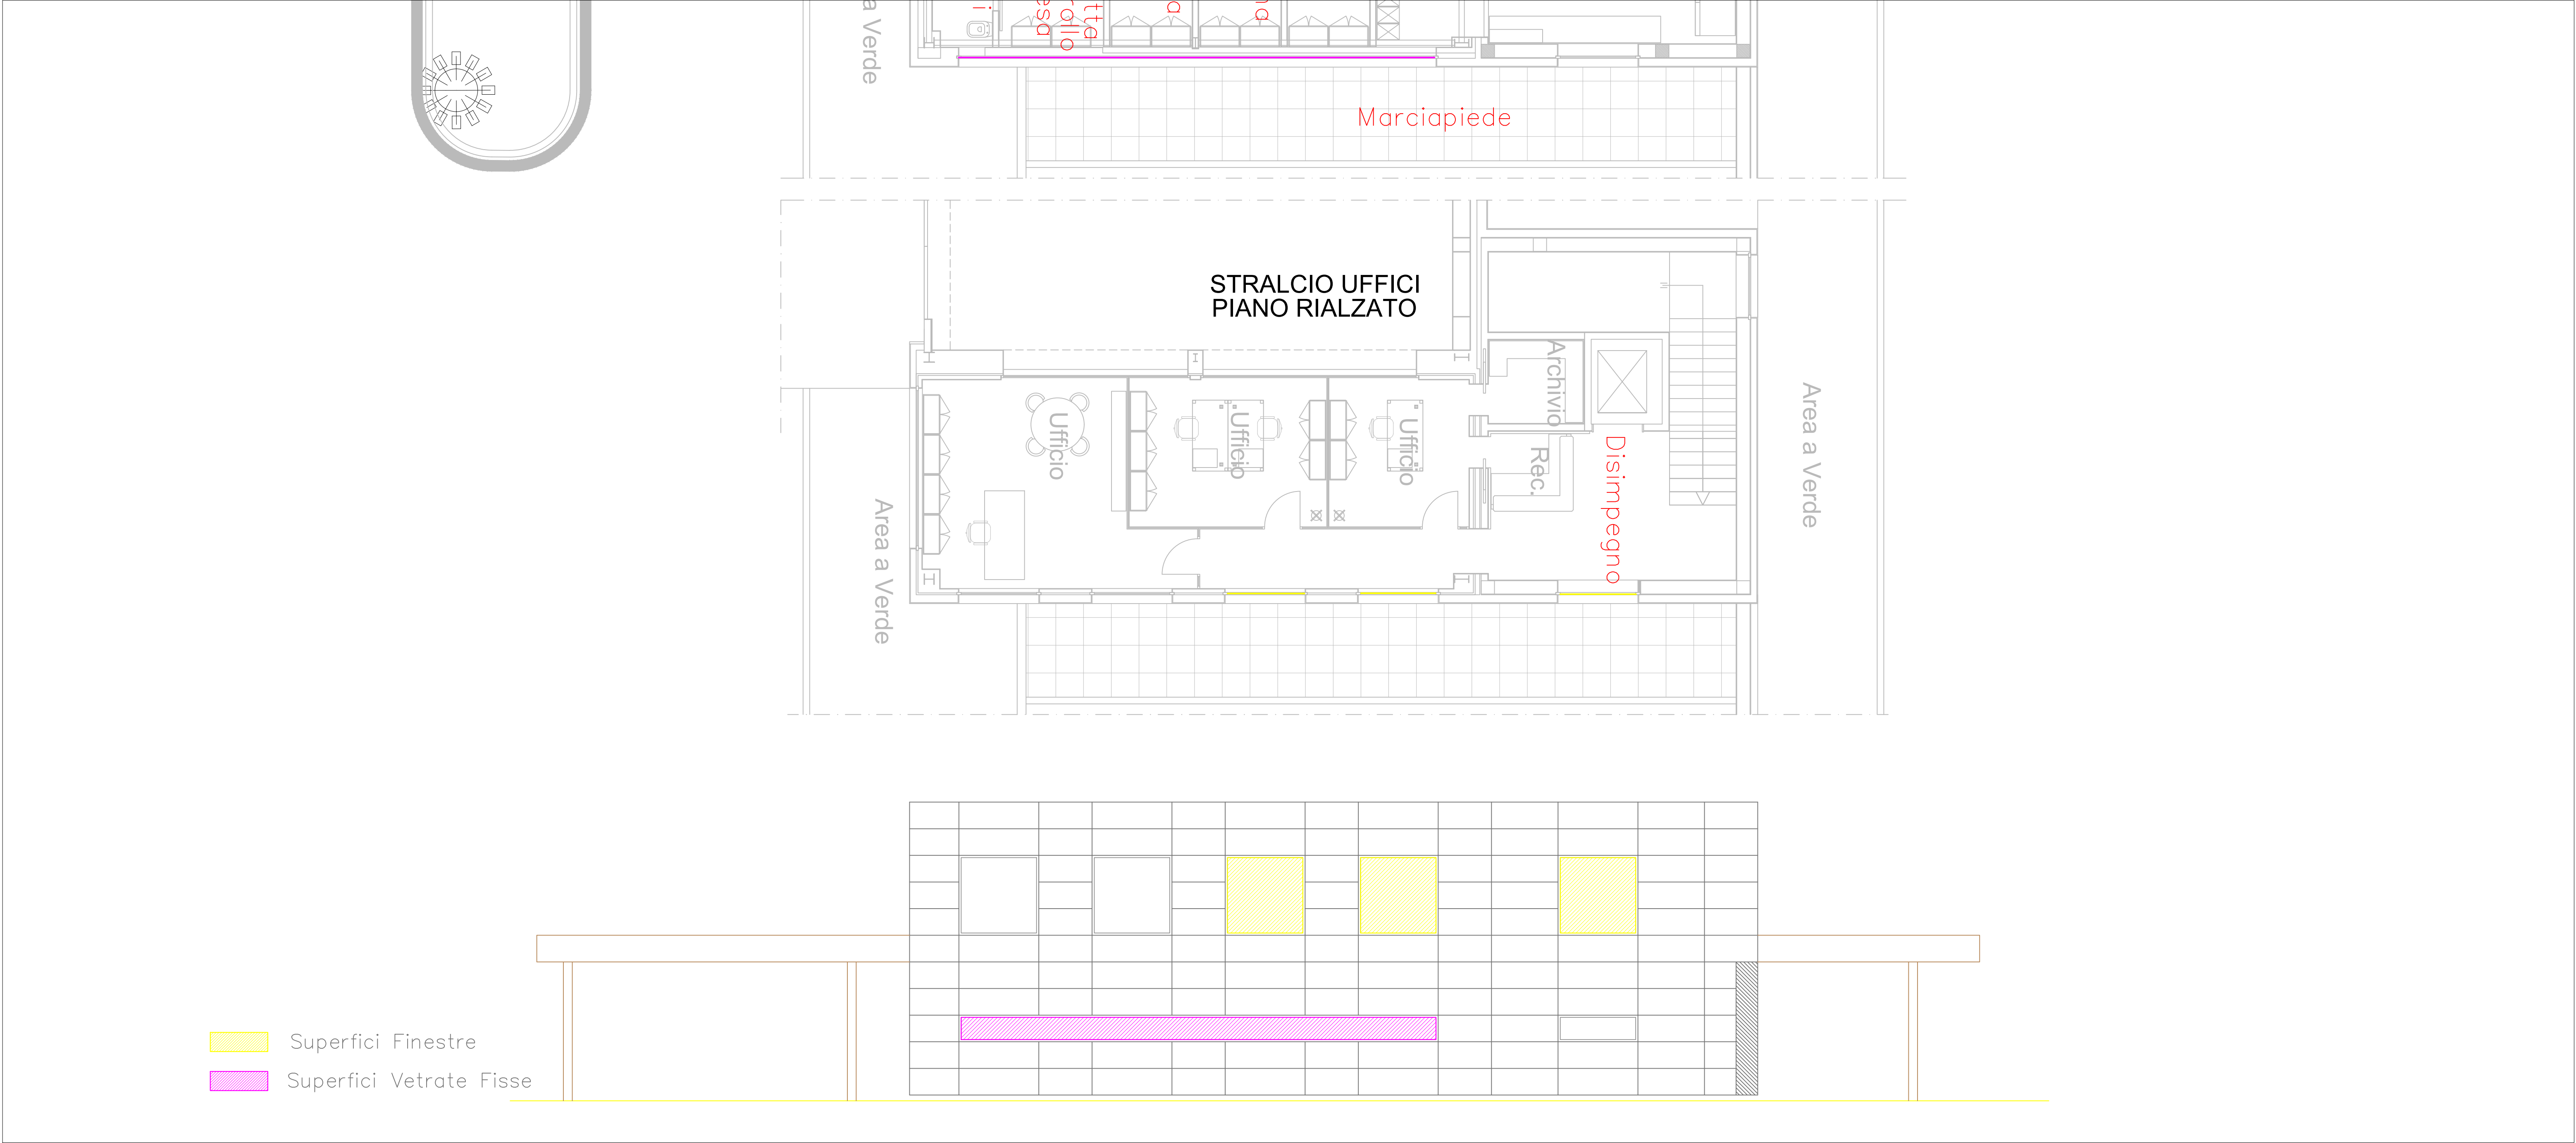 a Verde
Marciapiede
STRALCIO UFFICI
PIANO RIALZATO
Archivio
Ufficio
Ufficio
Ufficio
Rec.
Disimpegno
Area a Verde
Area a Verde
Superfici Finestre
Superfici Vetrate Fisse